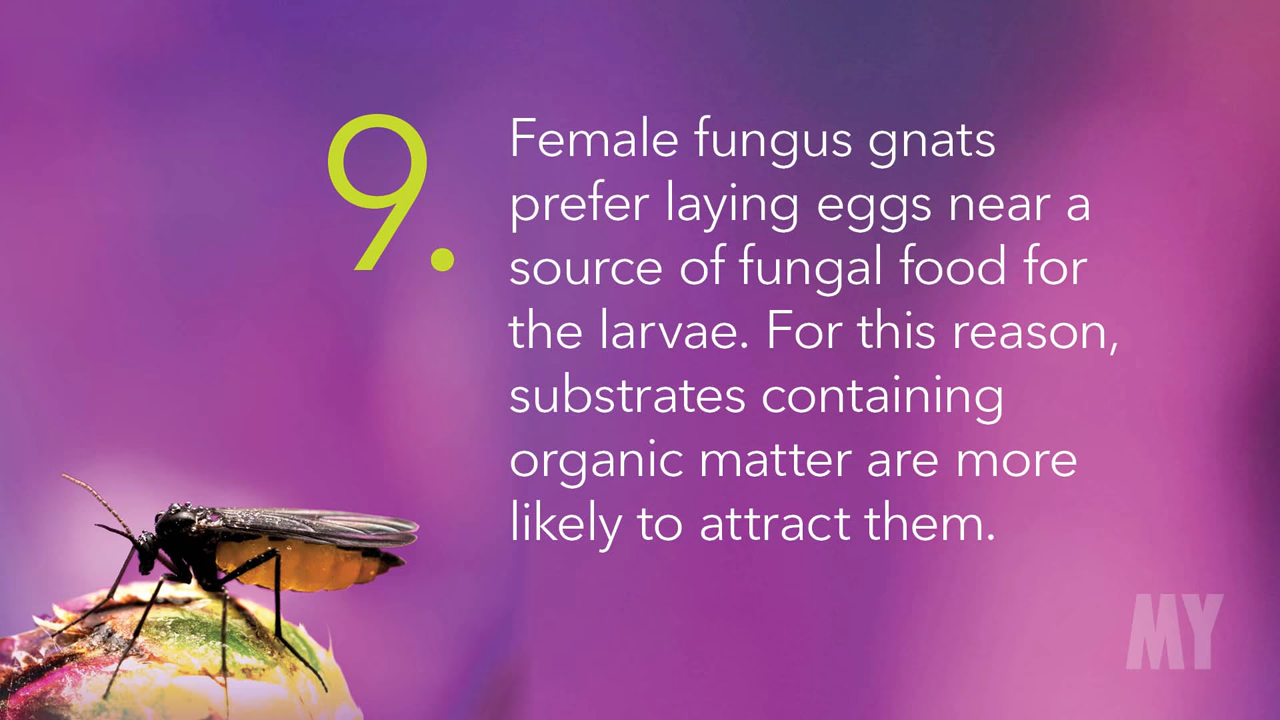 9.
Female fungus gnats
prefer laying eggs near a
source of fungal food for
the larvae. For this reason,
substrates containing
organic matter are more
likely to attract them.
MY